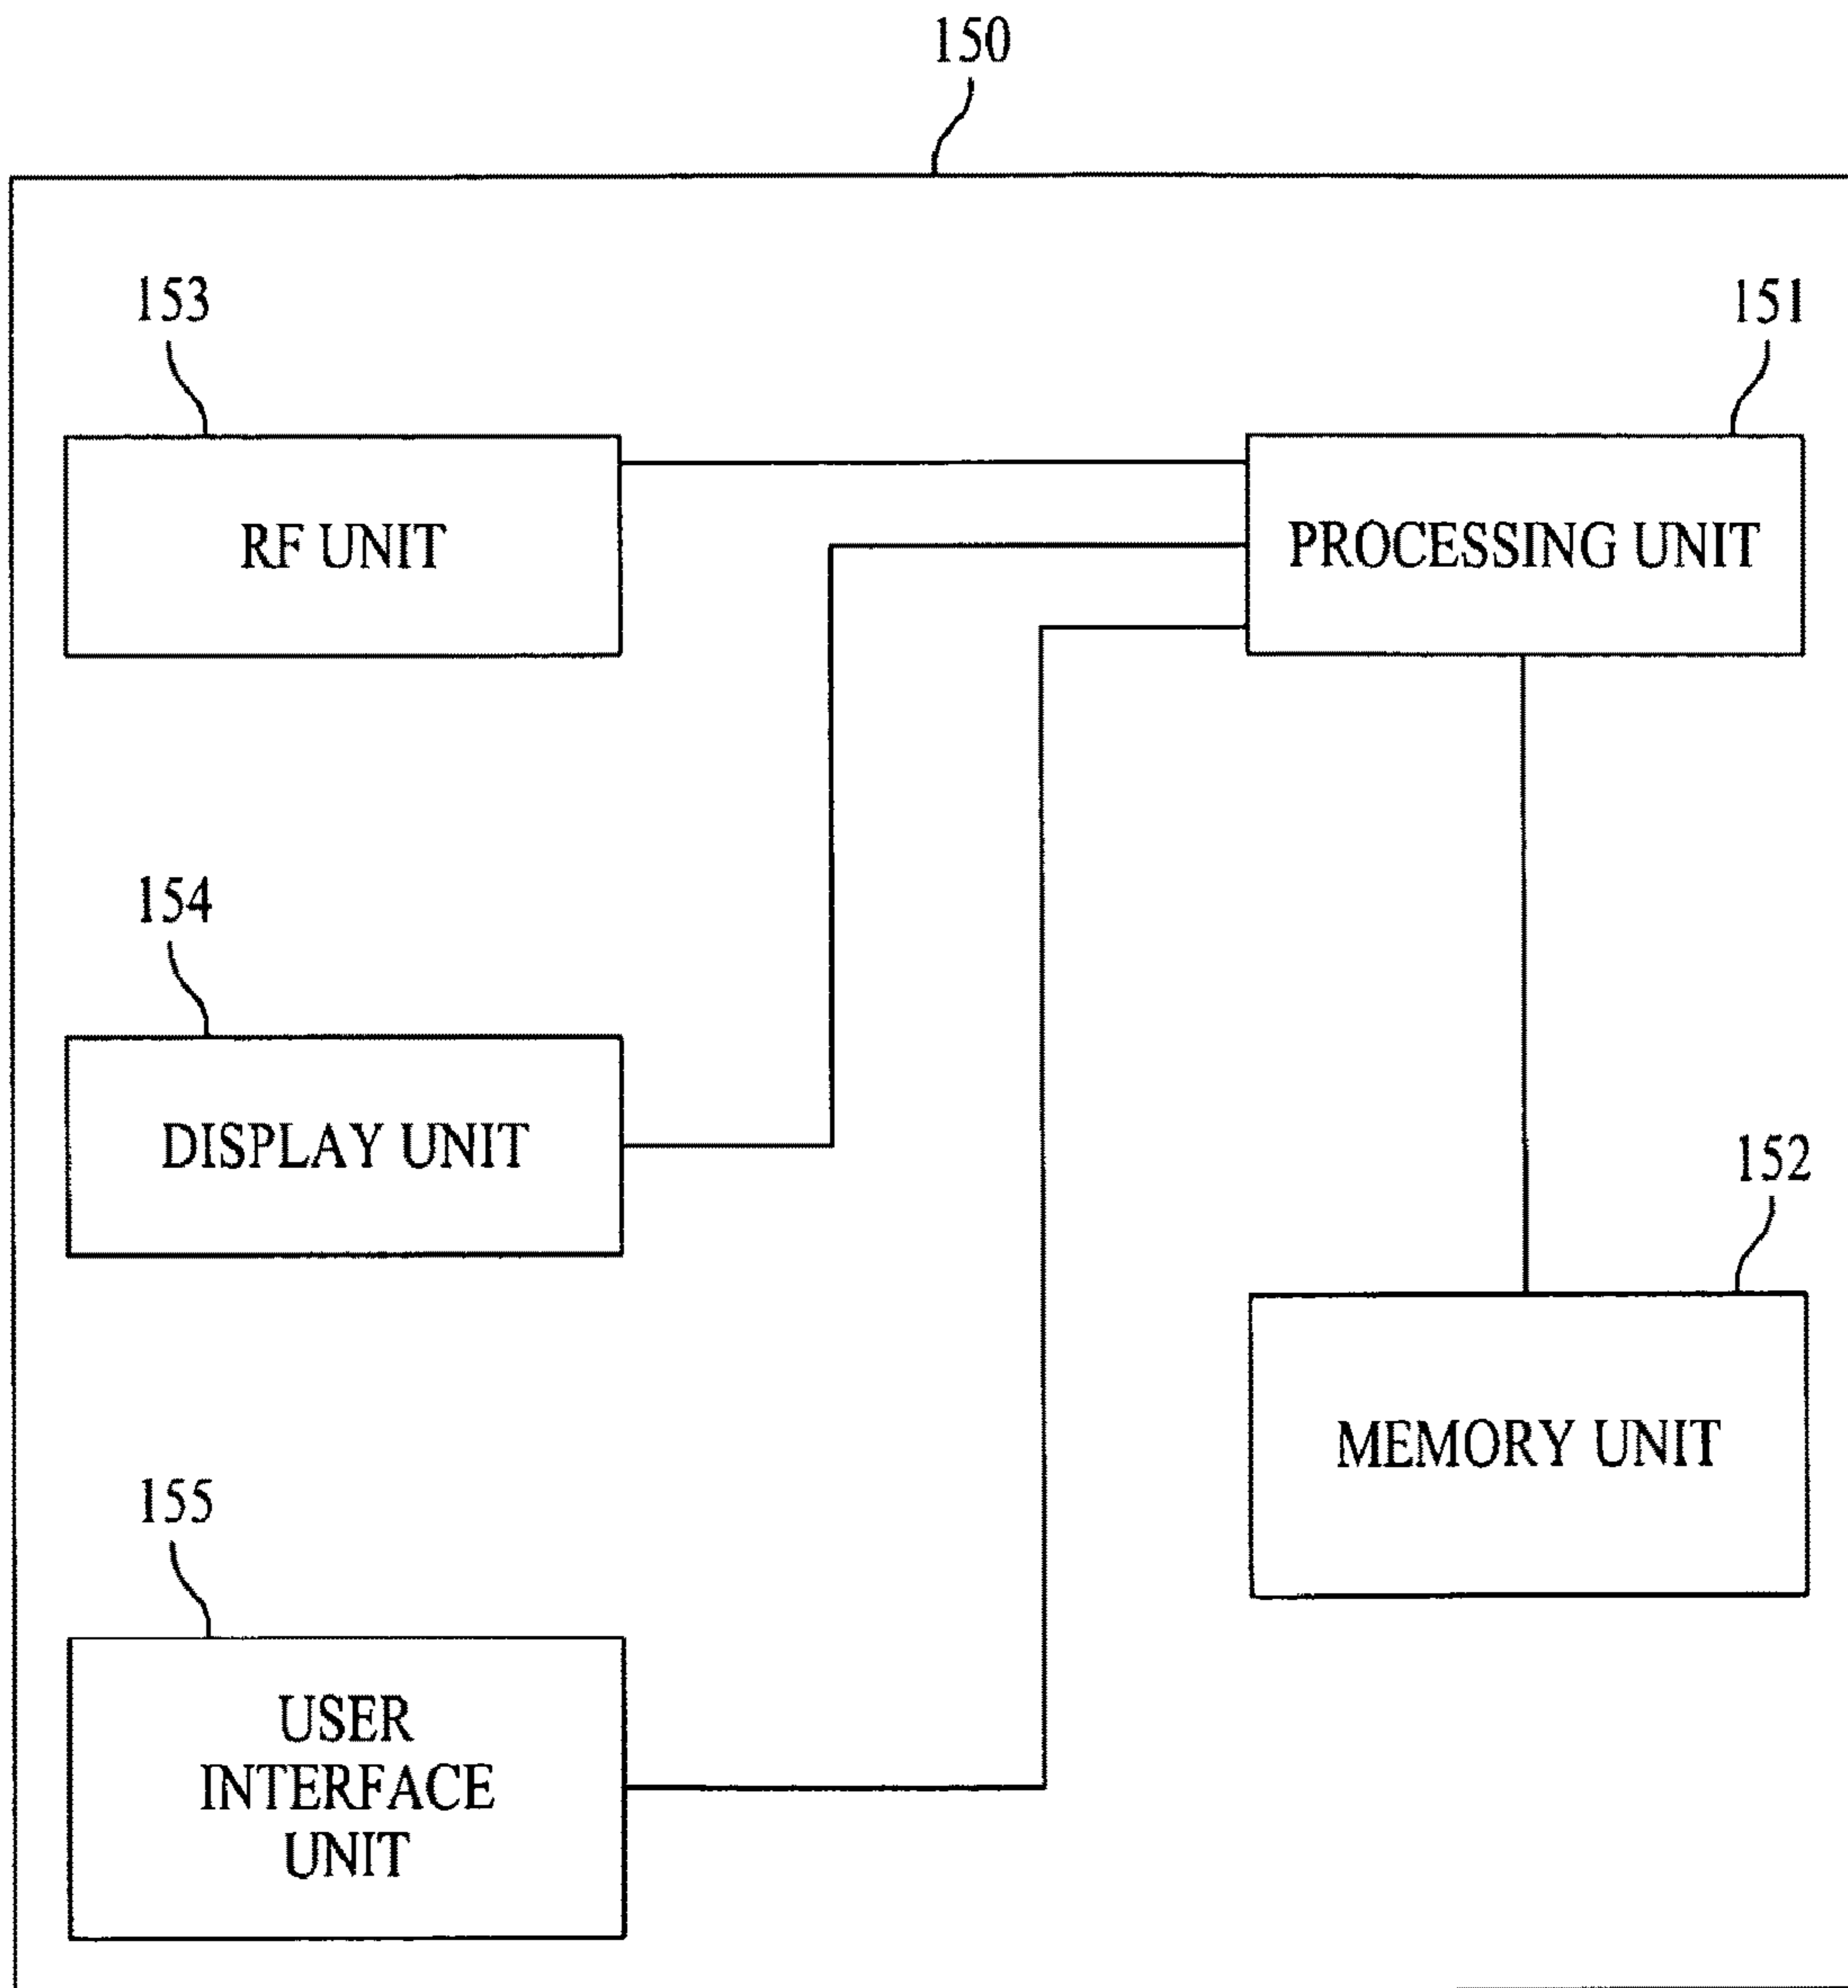 150
153
151
RF UNIT
PROCESSING UNIT
154
DISPLAY UNIT
152
MEMORY UNIT
155
USER
INTERFACE
UNIT